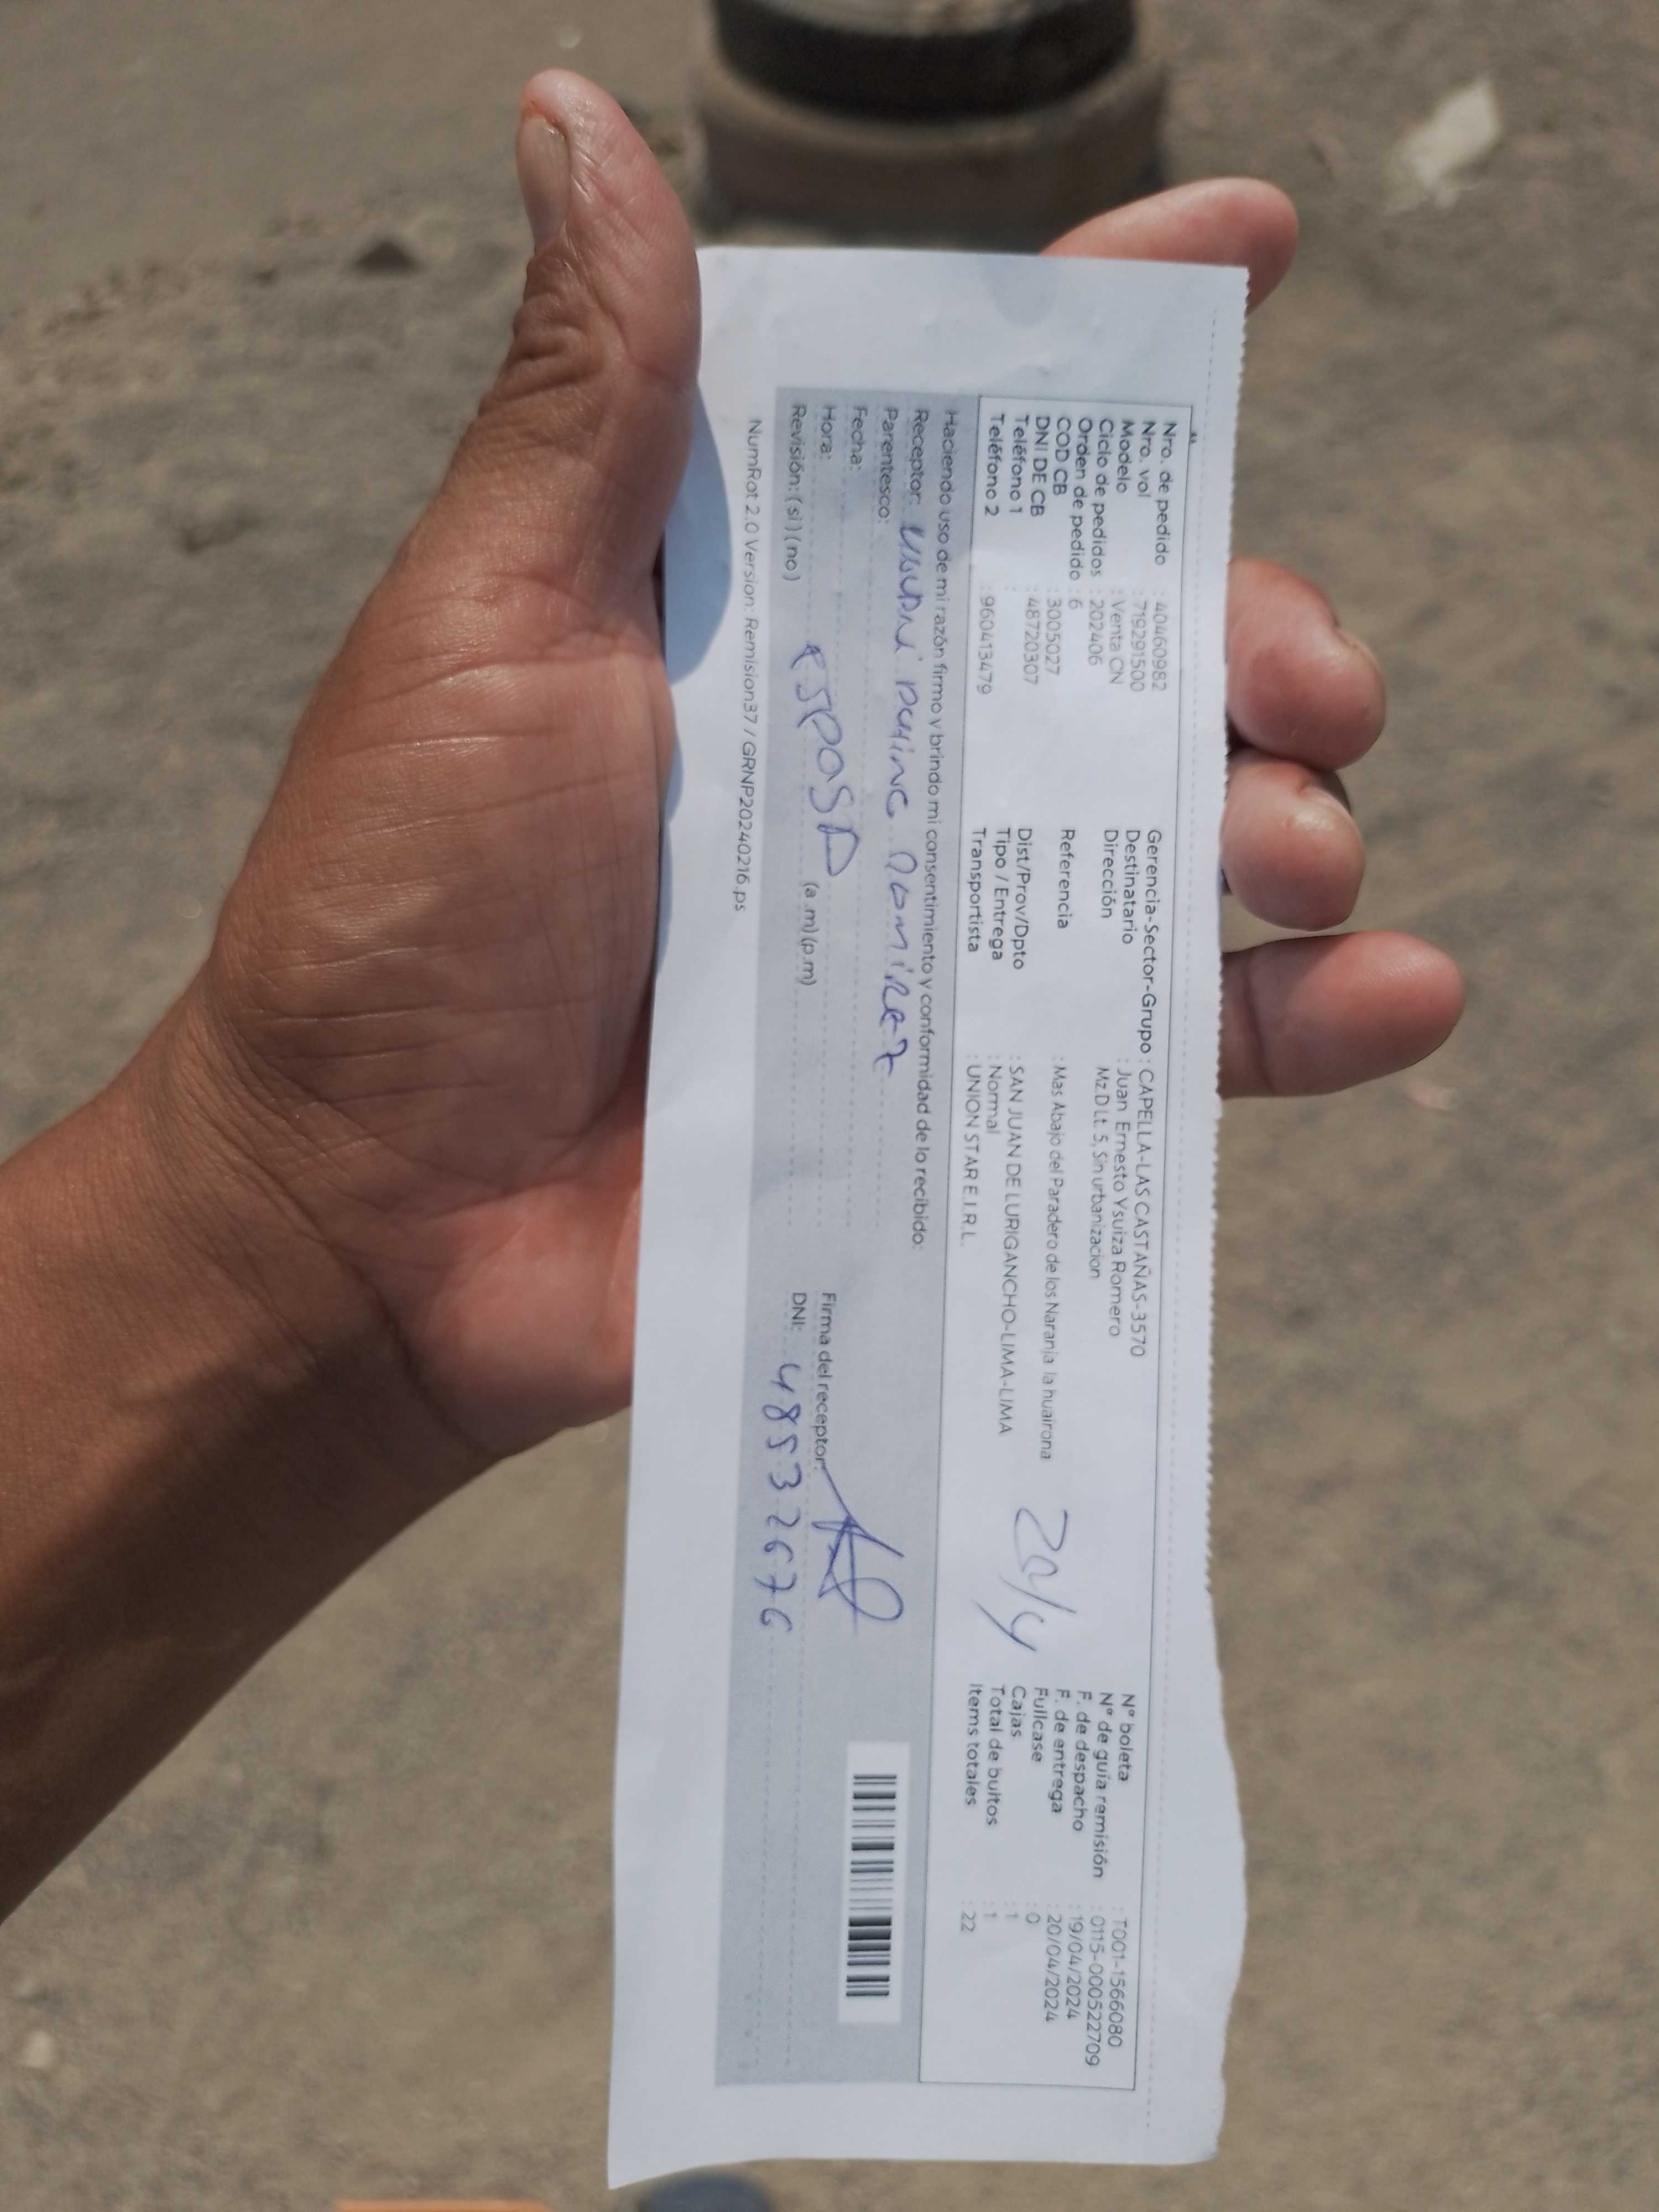 Nro. de pedido : 40460982
Nro. vol : 719291500
Modelo : Venta CN
Ciclo de pedidos : 202406
Orden de pedido : 6
COD CB : 3005027
DNI DE CB : 48720307
Teléfono 1 :
Teléfono 2 : 960413479
Gerencia-Sector-Grupo : CAPELLA-LAS CASTAÑAS-3570
Destinatario : Juan Ernesto Ysuiza Romero
Dirección : Mz.D Lt. 5, Sin urbanizacion
Referencia : Mas Abajo del Paradero de los Naranja la huairona
Dist/Prov/Dpto : SAN JUAN DE LURIGANCHO-LIMA-LIMA
Tipo / Entrega : Normal
Transportista : UNION STAR E.I.R.L.
20/4
N° boleta : T001-1566080
N° de guía remisión : 0115-000522709
F. de despacho : 19/04/2024
F. de entrega : 20/04/2024
Fullcase : 0
Cajas : 1
Total de bultos : 1
Items totales : 22
Haciendo uso de mi razón firmo y brindo mi consentimiento y conformidad de lo recibido:
Receptor: Ramirez
Parentesco:
Fecha:
Hora: esposa
Revisión: (si) (no) (a.m) (p.m)
Firma del receptor:
DNI: 48532676
NumRot 2.0 Version: Remision37 / GRNP20240216.ps